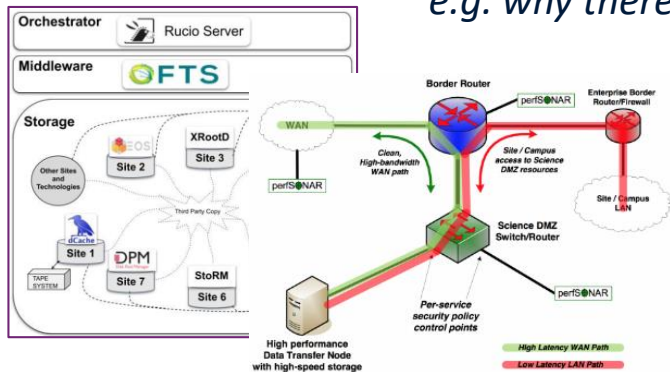 e.g. why there
Orchestrator
Rucio Server
Middleware
FTS
Storage
EOS
Site 2
XRootD
Site 3
Other Sites
and
Technologies
Third Party Copy
dCache
Site 1
TAPE
SYSTEM
DPM
Site 7
StoRM
Site 6
Border Router
perfSONAR
Enterprise Border
Router/Firewall
WAN
Clean,
High-bandwidth
WAN path
Site / Campus
access to Science
DMZ resources
perfSONAR
Site / Campus
LAN
Science DMZ
Switch/Router
perfSONAR
Per-service
security policy
control points
High performance
Data Transfer Node
with high-speed storage
High Latency WAN Path
Low Latency LAN Path